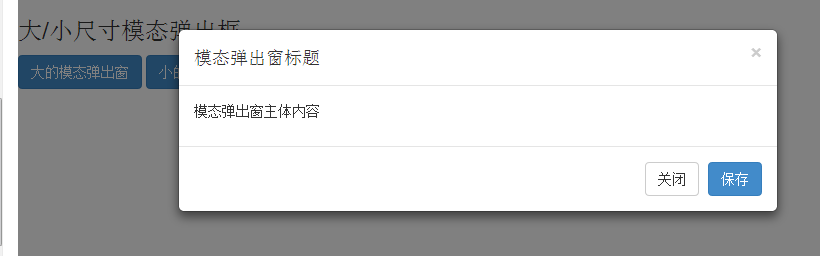 大/小尺寸模态弹出框
大的模态弹出窗 小的
模态弹出窗标题 ×
模态弹出窗主体内容
关闭 保存